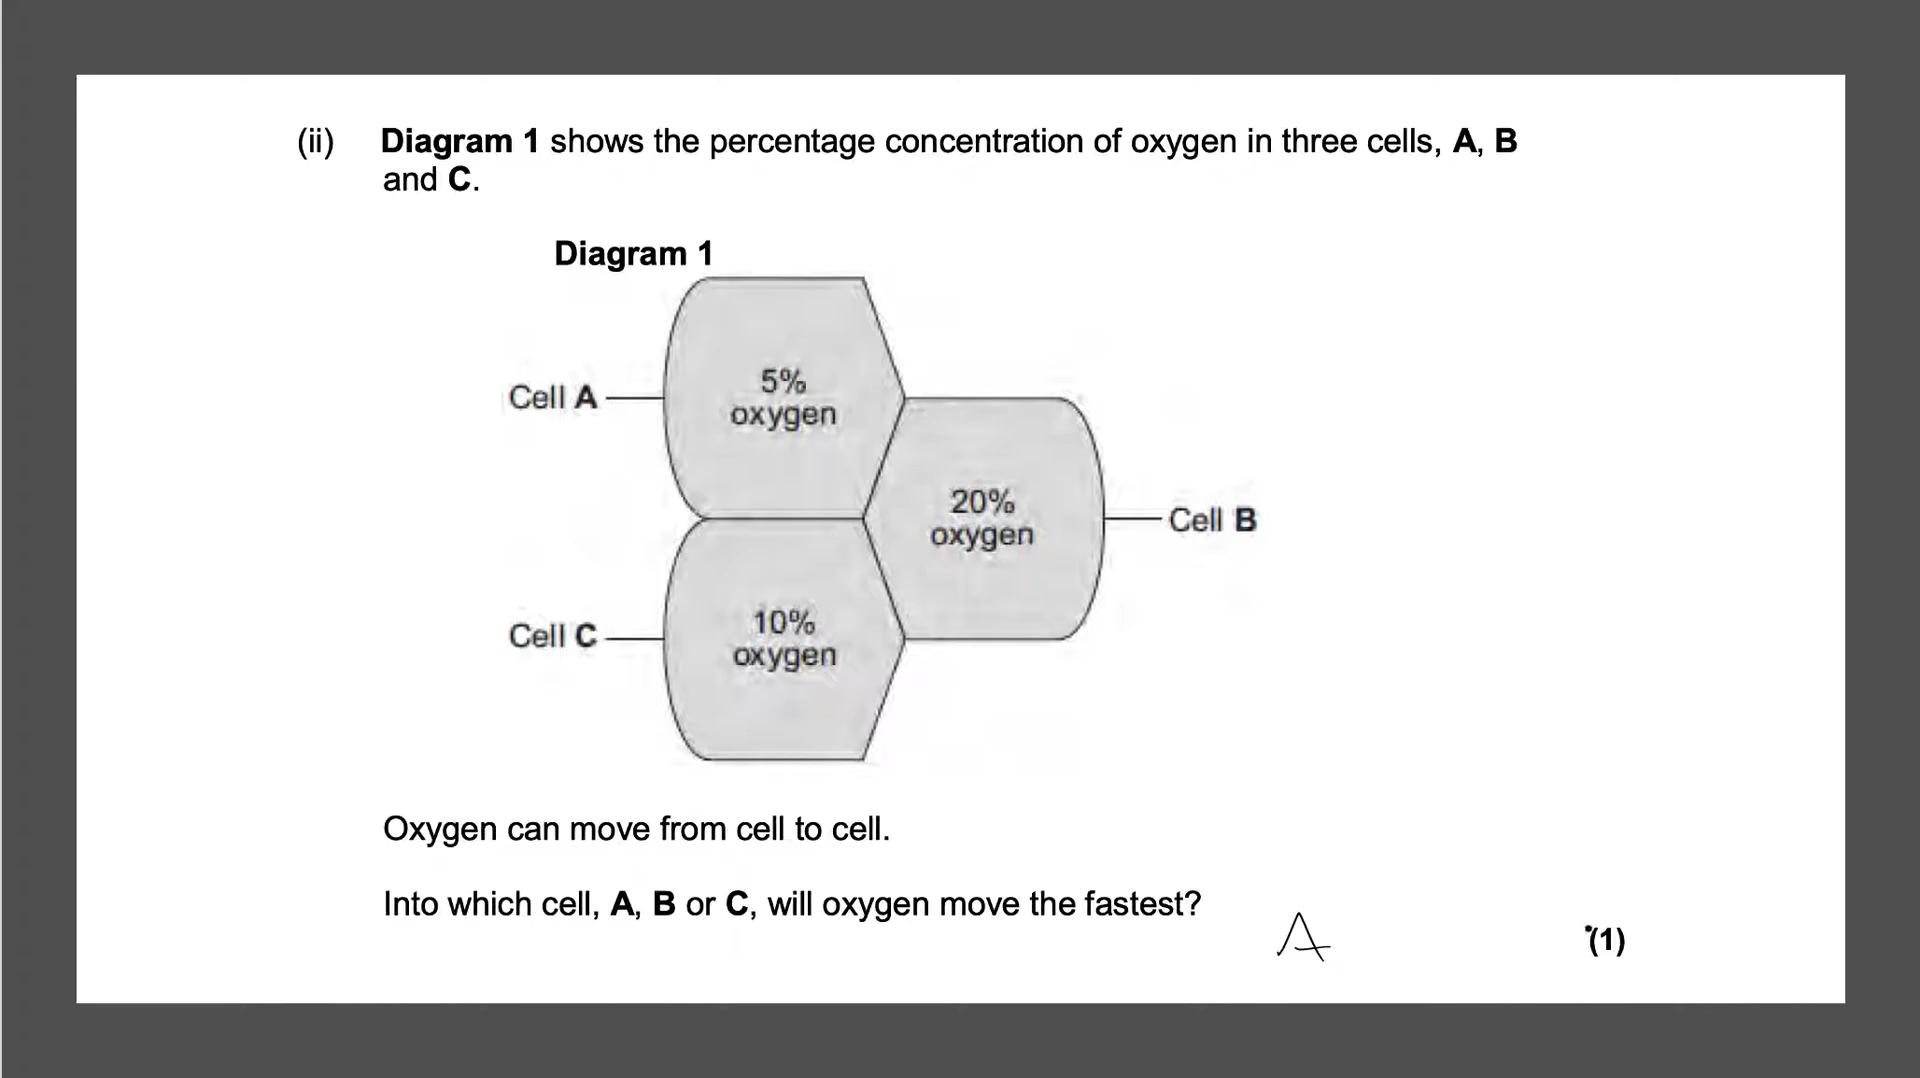 (ii) Diagram 1 shows the percentage concentration of oxygen in three cells, A, B
and C.
Diagram 1
5%
oxygen
Cell A
20%
oxygen
Cell B
10%
oxygen
Cell C
Oxygen can move from cell to cell.
Into which cell, A, B or C, will oxygen move the fastest?
A
(1)